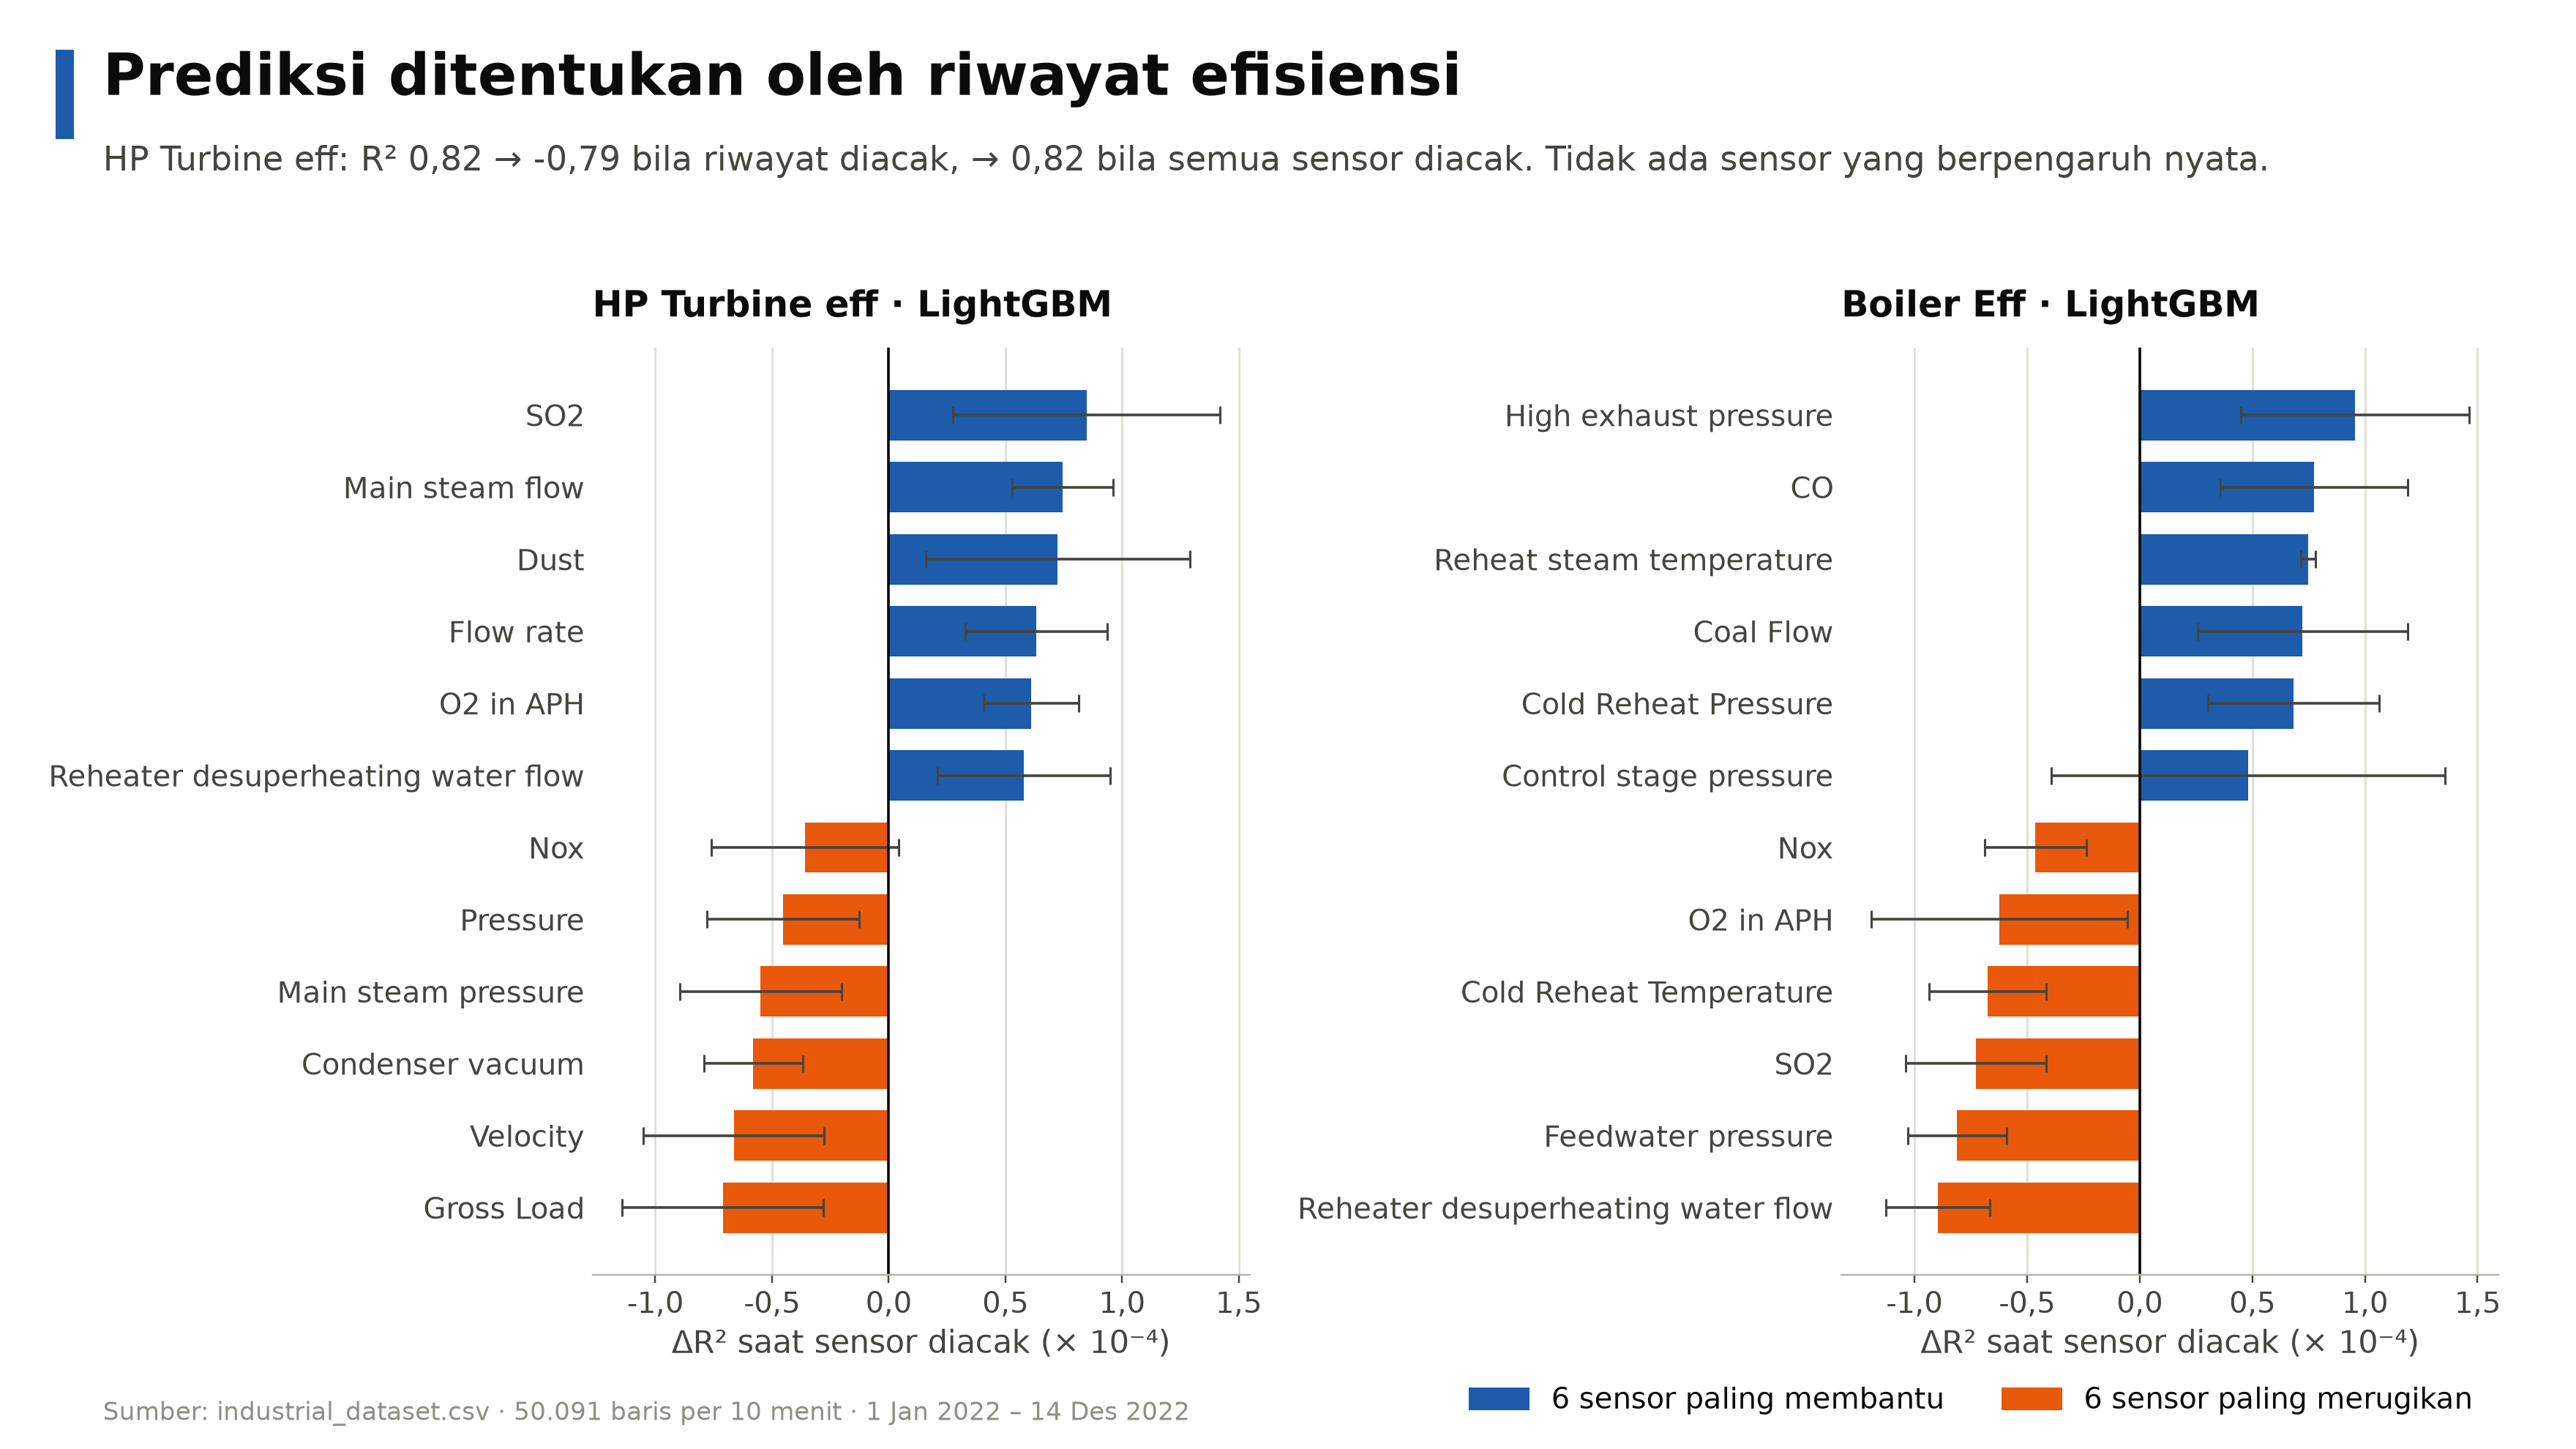 Prediksi ditentukan oleh riwayat efisiensi
HP Turbine eff: R² 0,82 → -0,79 bila riwayat diacak, → 0,82 bila semua sensor diacak. Tidak ada sensor yang berpengaruh nyata.
HP Turbine eff · LightGBM
SO2
Main steam flow
Dust
Flow rate
O2 in APH
Reheater desuperheating water flow
Nox
Pressure
Main steam pressure
Condenser vacuum
Velocity
Gross Load
-1,0 -0,5 0,0 0,5 1,0 1,5
ΔR² saat sensor diacak (× 10⁻⁴)
Boiler Eff · LightGBM
High exhaust pressure
CO
Reheat steam temperature
Coal Flow
Cold Reheat Pressure
Control stage pressure
Nox
O2 in APH
Cold Reheat Temperature
SO2
Feedwater pressure
Reheater desuperheating water flow
-1,0 -0,5 0,0 0,5 1,0 1,5
ΔR² saat sensor diacak (× 10⁻⁴)
6 sensor paling membantu
6 sensor paling merugikan
Sumber: industrial_dataset.csv · 50.091 baris per 10 menit · 1 Jan 2022 – 14 Des 2022